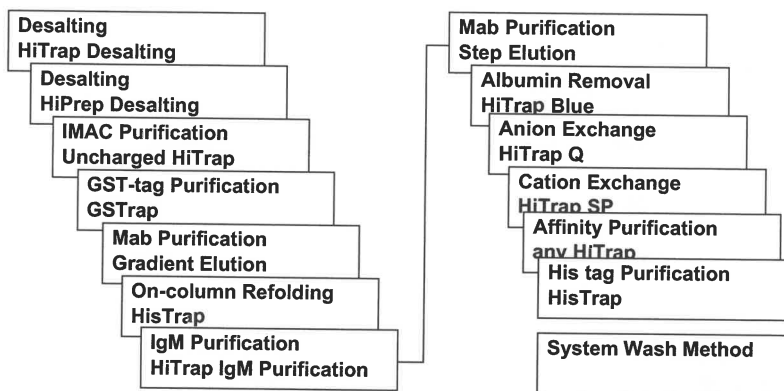 Desalting
HiTrap Desalting
Desalting
HiPrep Desalting
IMAC Purification
Uncharged HiTrap
GST-tag Purification
GSTrap
Mab Purification
Gradient Elution
On-column Refolding
HisTrap
IgM Purification
HiTrap IgM Purification
Mab Purification
Step Elution
Albumin Removal
HiTrap Blue
Anion Exchange
HiTrap Q
Cation Exchange
HiTrap SP
Affinity Purification
any HiTrap
His tag Purification
HisTrap
System Wash Method